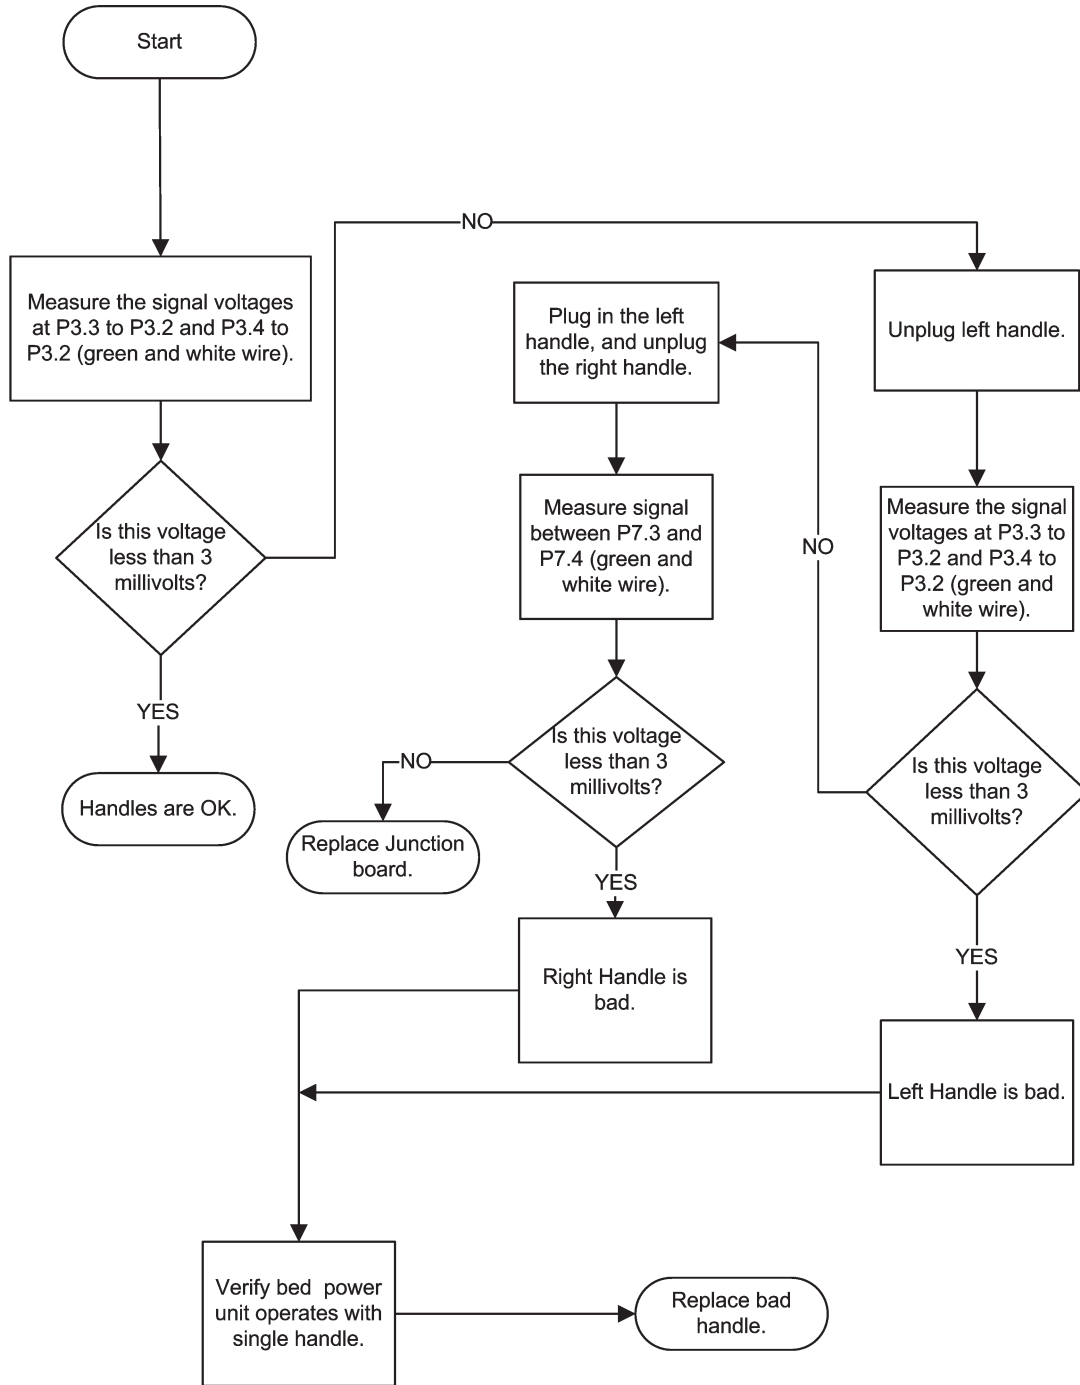 Start
NO
Measure the signal voltages
at P3.3 to P3.2 and P3.4 to
P3.2 (green and white wire).
Is this voltage
less than 3
millivolts?
YES
Handles are OK.
Unplug left handle.
Measure the signal
voltages at P3.3 to
P3.2 and P3.4 to
P3.2 (green and
white wire).
Is this voltage
less than 3
millivolts?
NO
YES
Left Handle is bad.
Plug in the left
handle, and unplug
the right handle.
Measure signal
between P7.3 and
P7.4 (green and
white wire).
Is this voltage
less than 3
millivolts?
NO
Replace Junction
board.
YES
Right Handle is
bad.
Verify bed power
unit operates with
single handle.
Replace bad
handle.